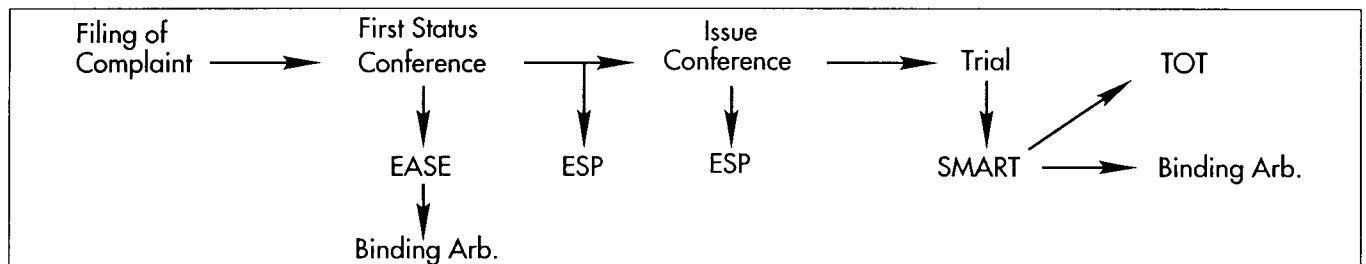 Filing of
Complaint
First Status
Conference
Issue
Conference
Trial
TOT
EASE
ESP
ESP
SMART
Binding Arb.
Binding Arb.